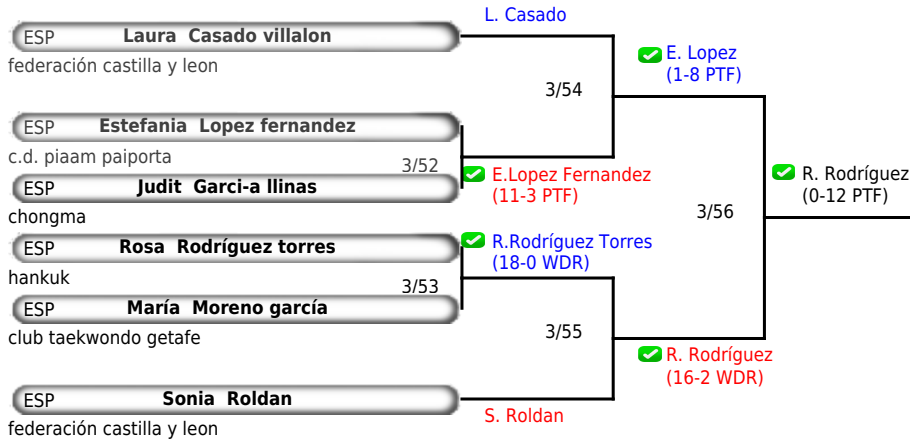 L. Casado
ESP Laura Casado villalon
federación castilla y leon
E. Lopez
(1-8 PTF)
3/54
ESP Estefania Lopez fernandez
c.d. piaam paiporta
3/52
E.Lopez Fernandez
(11-3 PTF)
ESP Judit Garci-a llinas
chongma
R. Rodríguez
(0-12 PTF)
3/56
ESP Rosa Rodríguez torres
hankuk
R.Rodríguez Torres
(18-0 WDR)
3/53
ESP María Moreno garcía
club taekwondo getafe
3/55
R. Rodríguez
(16-2 WDR)
ESP Sonia Roldan
federación castilla y leon
S. Roldan